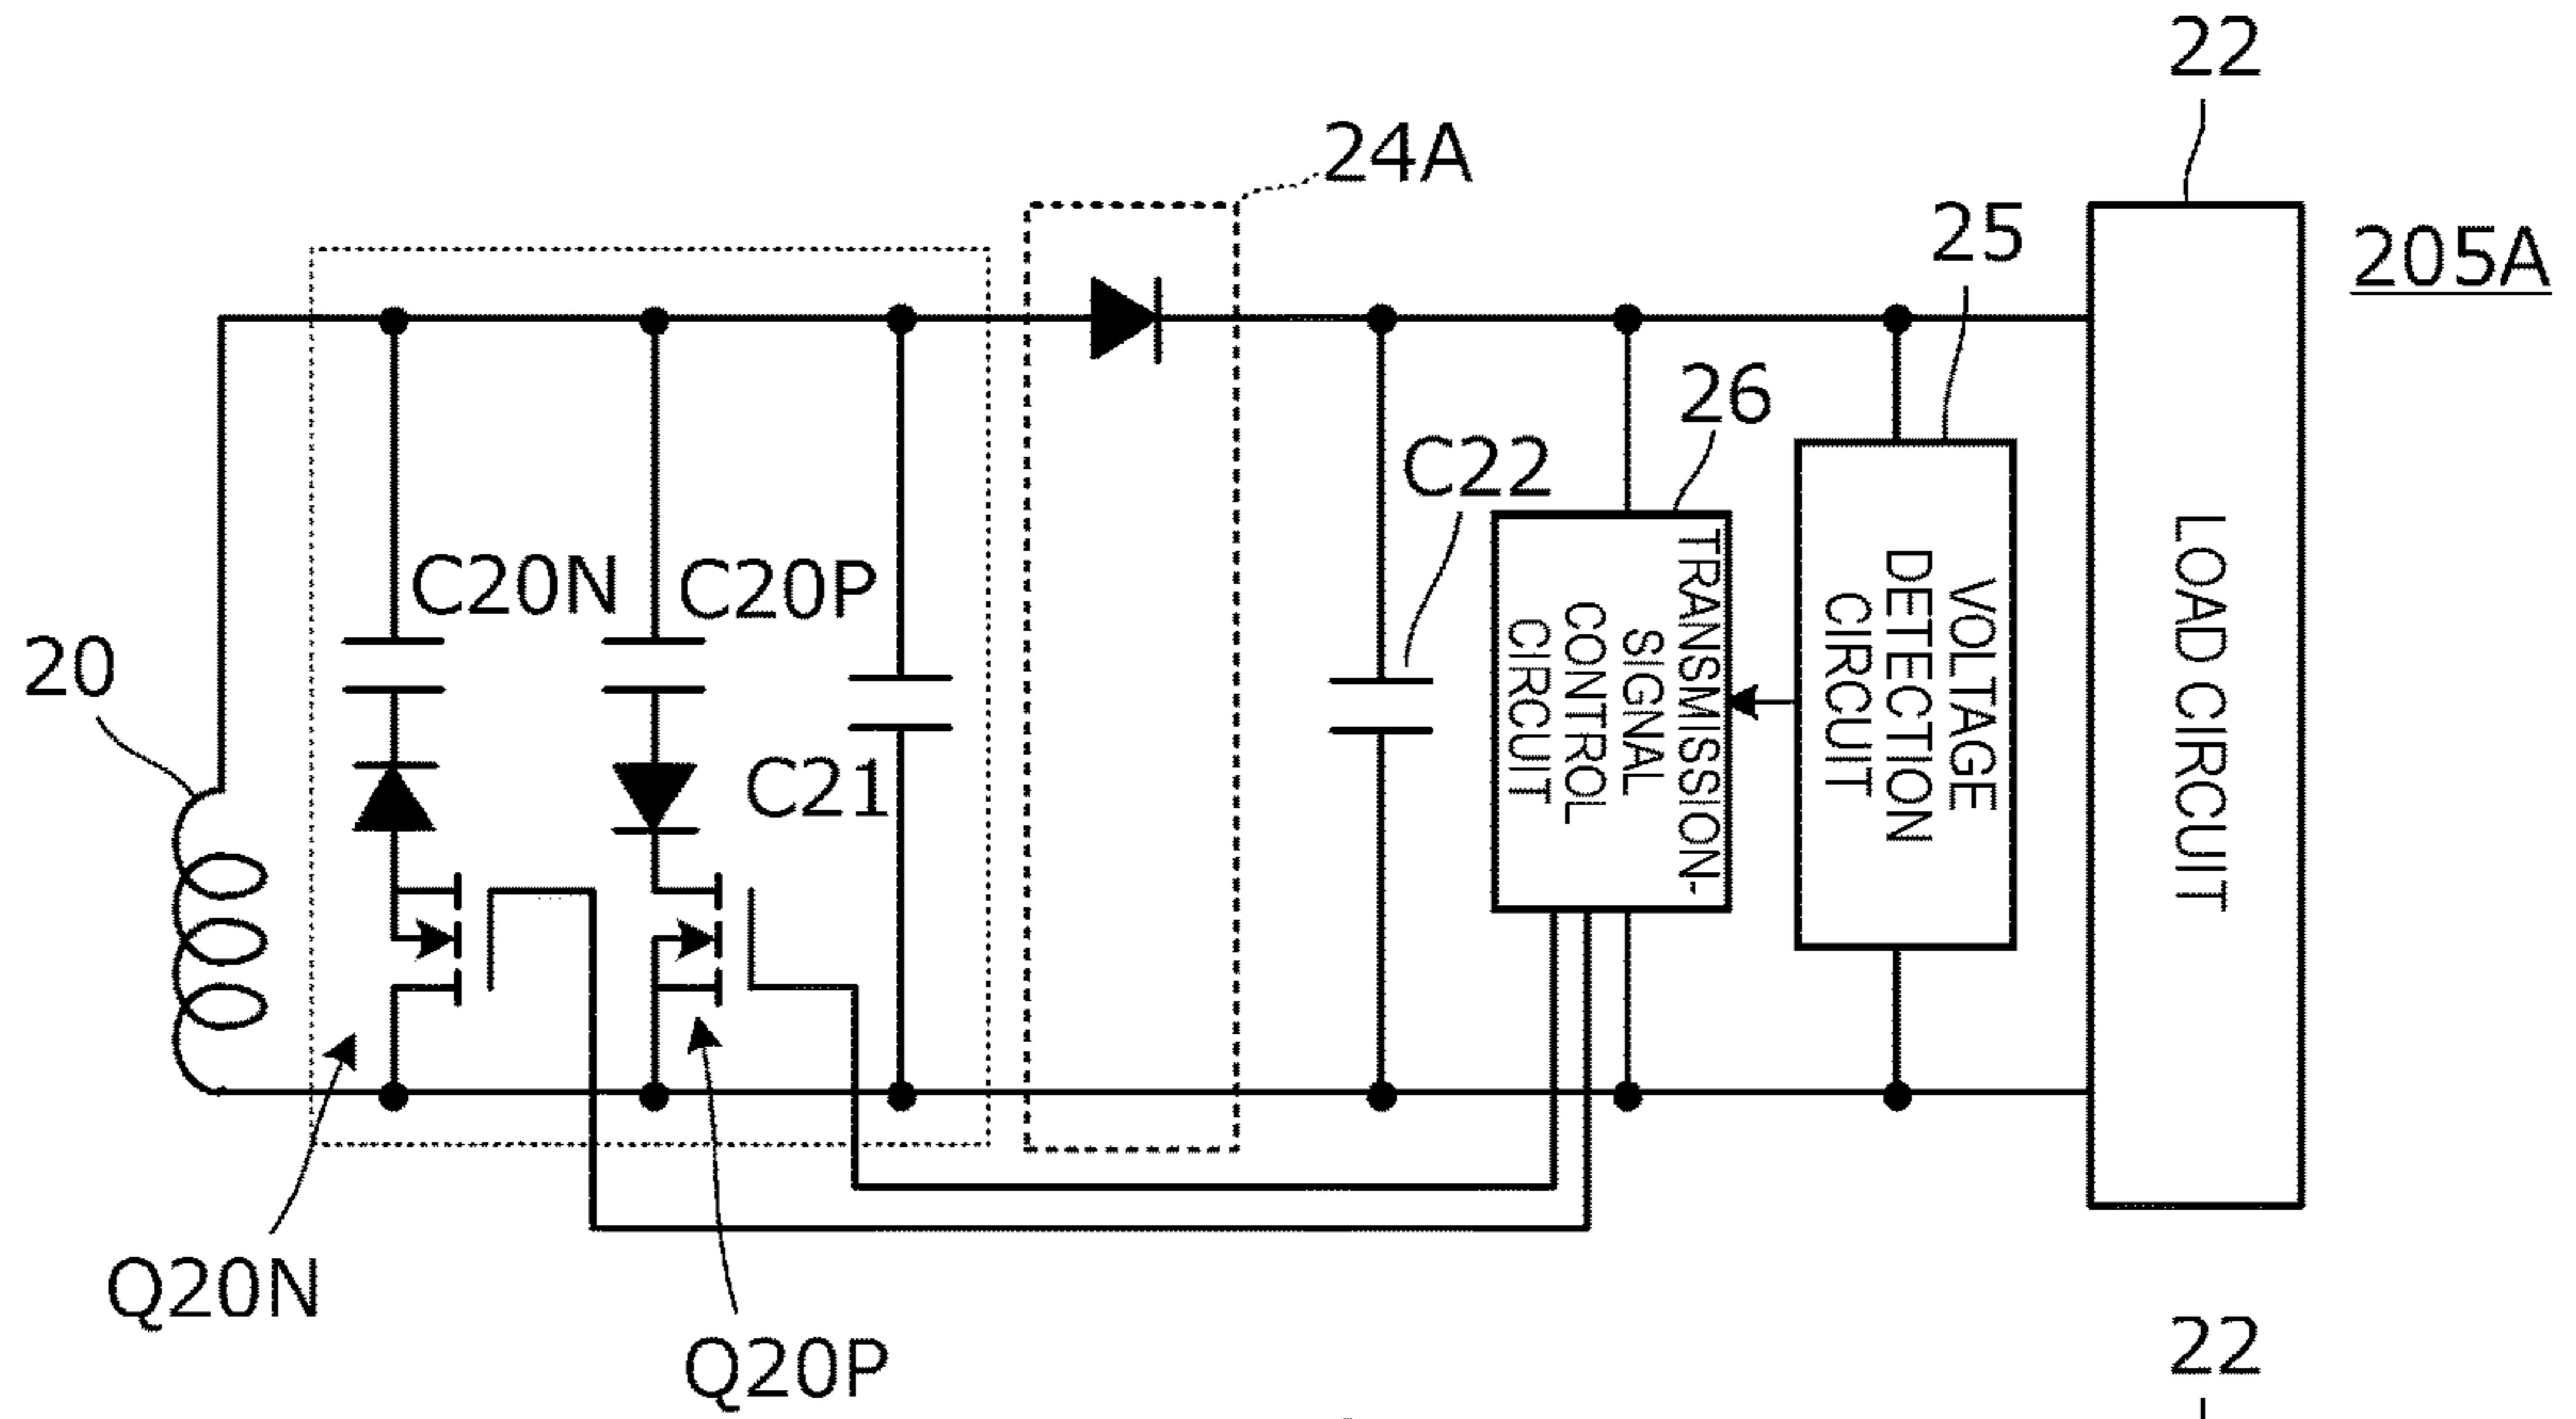 22
24A
25
205A
26
C22
C20N
C20P
20
C21
TRANSMISSION-
SIGNAL
CONTROL
CIRCUIT
VOLTAGE
DETECTION
CIRCUIT
LOAD CIRCUIT
Q20N
Q20P
22